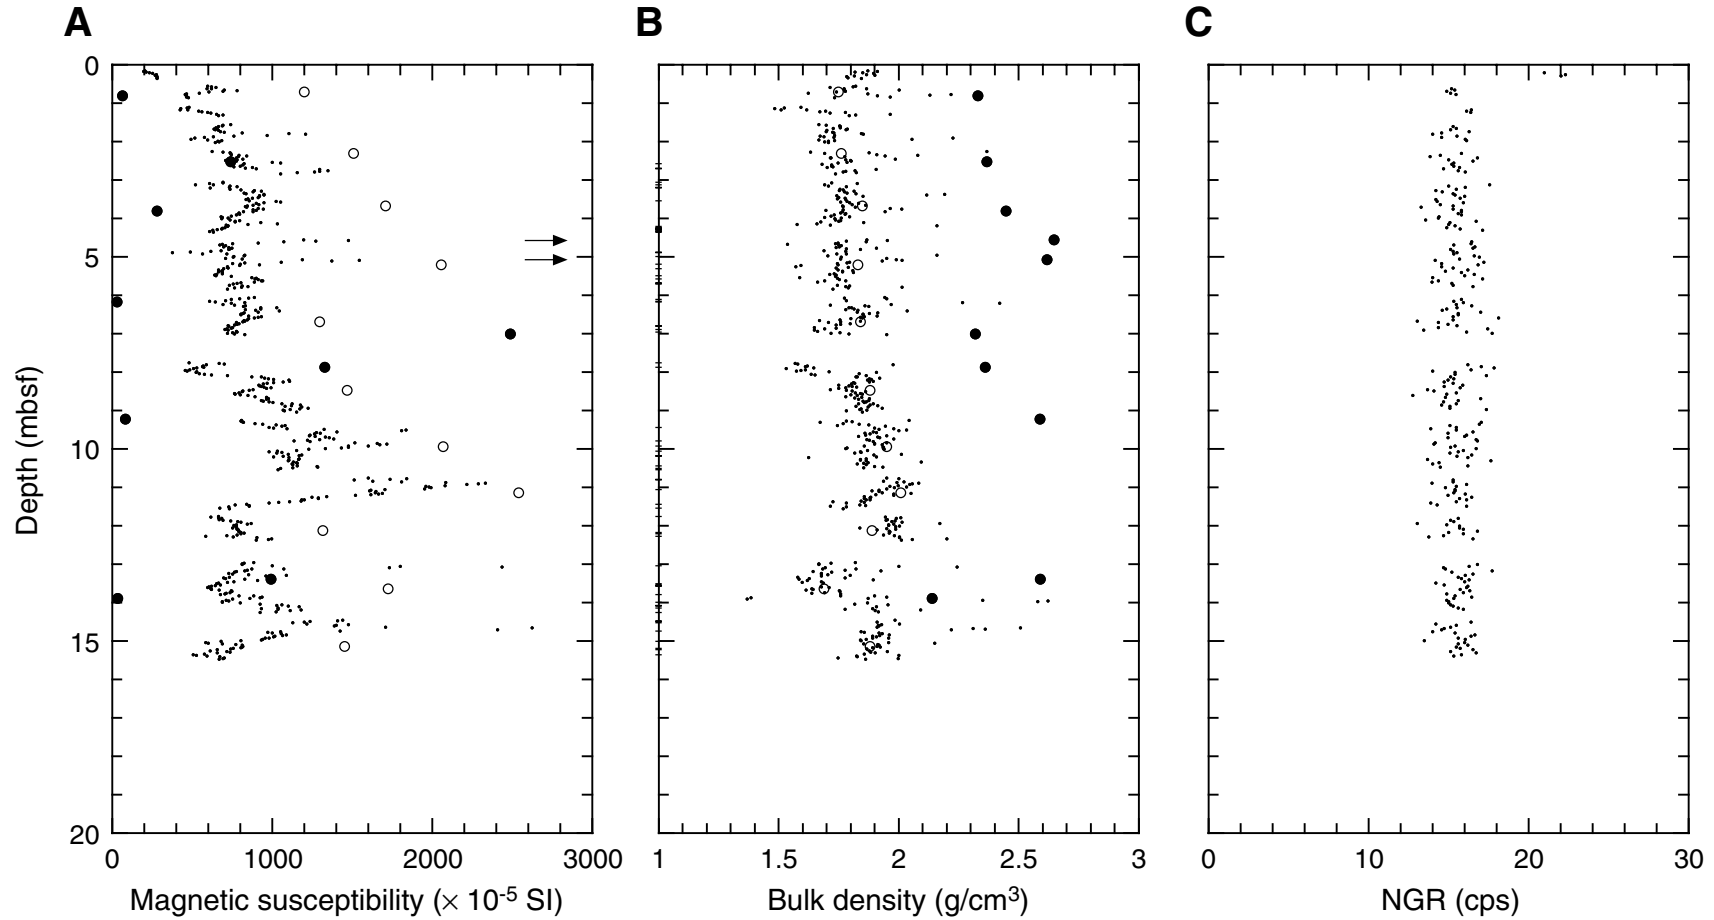 A B C
0
5
10
15
20
Depth (mbsf)
0 1000 2000 3000 1 1.5 2 2.5 3 0 10 20 30
Magnetic susceptibility (× 10⁻⁵ SI) Bulk density (g/cm³) NGR (cps)